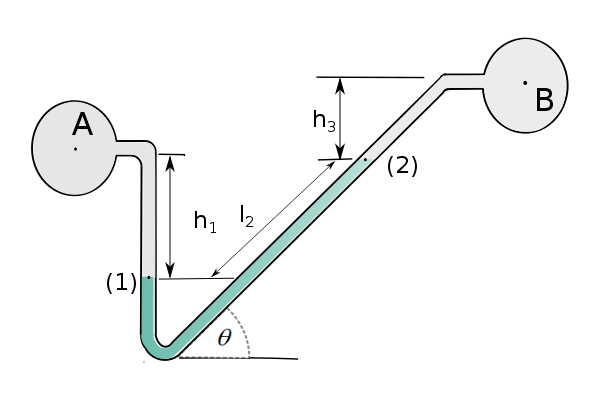 A
B
h₃
(2)
h₁
l₂
(1)
θ